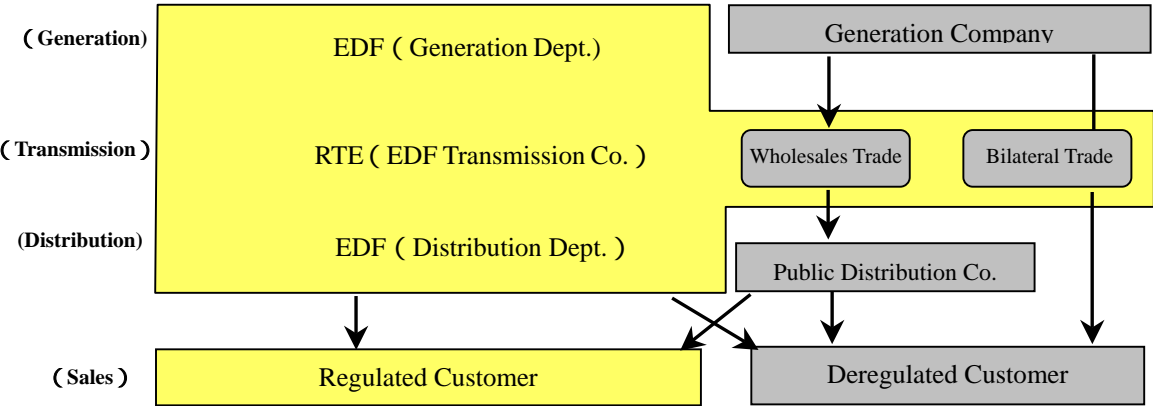 (Generation)
EDF (Generation Dept.)
Generation Company
(Transmission)
RTE (EDF Transmission Co.)
Wholesales Trade
Bilateral Trade
(Distribution)
EDF (Distribution Dept.)
Public Distribution Co.
(Sales)
Regulated Customer
Deregulated Customer